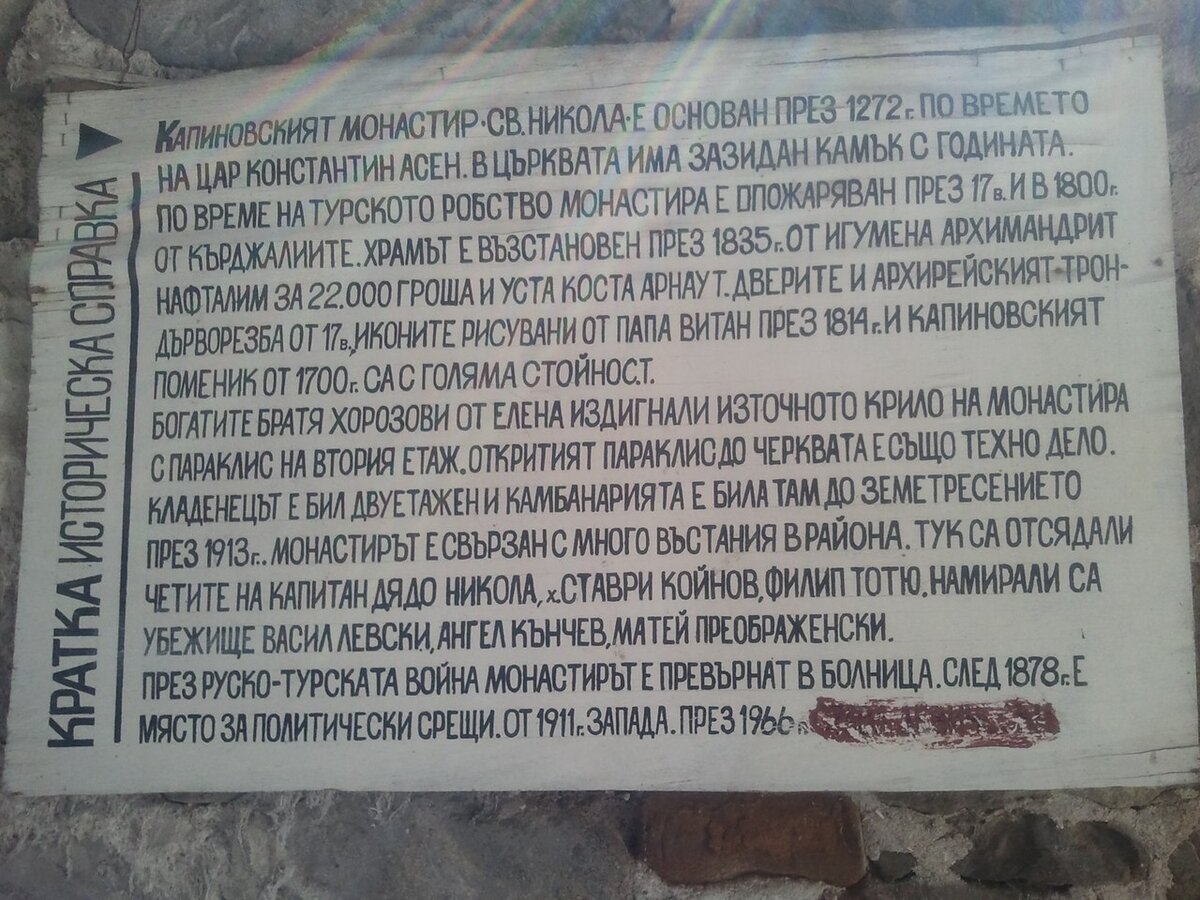 КРАТКА ИСТОРИЧЕСКА СПРАВКА
КАПИНОВСКИЯТ МОНАСТИР·СВ.НИКОЛА·Е ОСНОВАН ПРЕЗ 1272г. ПО ВРЕМЕТО
НА ЦАР КОНСТАНТИН АСЕН. В ЦЪРКВАТА ИМА ЗАЗИДАН КАМЪК С ГОДИНАТА.
ПО ВРЕМЕ НА ТУРСКОТО РОБСТВО МОНАСТИРА Е ОПОЖАРЯВАН ПРЕЗ 17в. И В 1800г.
ОТ КЪРДЖАЛИИТЕ. ХРАМЪТ Е ВЪЗСТАНОВЕН ПРЕЗ 1835г. ОТ ИГУМЕНА АРХИМАНДРИТ
НАФТАЛИМ ЗА 22.000 ГРОША И УСТА КОСТА АРНАУТ. ДВЕРИТЕ И АРХИРЕЙСКИЯТ ТРОН-
ДЪРВОРЕЗБА ОТ 17в., ИКОНИТЕ РИСУВАНИ ОТ ПАПА ВИТАН ПРЕЗ 1814г. И КАПИНОВСКИЯТ
ПОМЕНИК ОТ 1700г. СА С ГОЛЯМА СТОЙНОСТ.
БОГАТИТЕ БРАТЯ ХОРОЗОВИ ОТ ЕЛЕНА ИЗДИГНАЛИ ИЗТОЧНОТО КРИЛО НА МОНАСТИРА
С ПАРАКЛИС НА ВТОРИЯ ЕТАЖ. ОТКРИТИЯТ ПАРАКЛИС ДО ЧЕРКВАТА Е СЪЩО ТЕХНО ДЕЛО.
КЛАДЕНЕЦЪТ Е БИЛ ДВУЕТАЖЕН И КАМБАНАРИЯТА Е БИЛА ТАМ ДО ЗЕМЕТРЕСЕНИЕТО
ПРЕЗ 1913г.. МОНАСТИРЪТ Е СВЪРЗАН С МНОГО ВЪСТАНИЯ В РАЙОНА. ТУК СА ОТСЯДАЛИ
ЧЕТИТЕ НА КАПИТАН ДЯДО НИКОЛА, х.СТАВРИ КОЙНОВ, ФИЛИП ТОТЮ. НАМИРАЛИ СА
УБЕЖИЩЕ ВАСИЛ ЛЕВСКИ, АНГЕЛ КЪНЧЕВ, МАТЕЙ ПРЕОБРАЖЕНСКИ.
ПРЕЗ РУСКО-ТУРСКАТА ВОЙНА МОНАСТИРЪТ Е ПРЕВЪРНАТ В БОЛНИЦА. СЛЕД 1878г. Е
МЯСТО ЗА ПОЛИТИЧЕСКИ СРЕЩИ. ОТ 1911г. ЗАПАДА. ПРЕЗ 1966г.